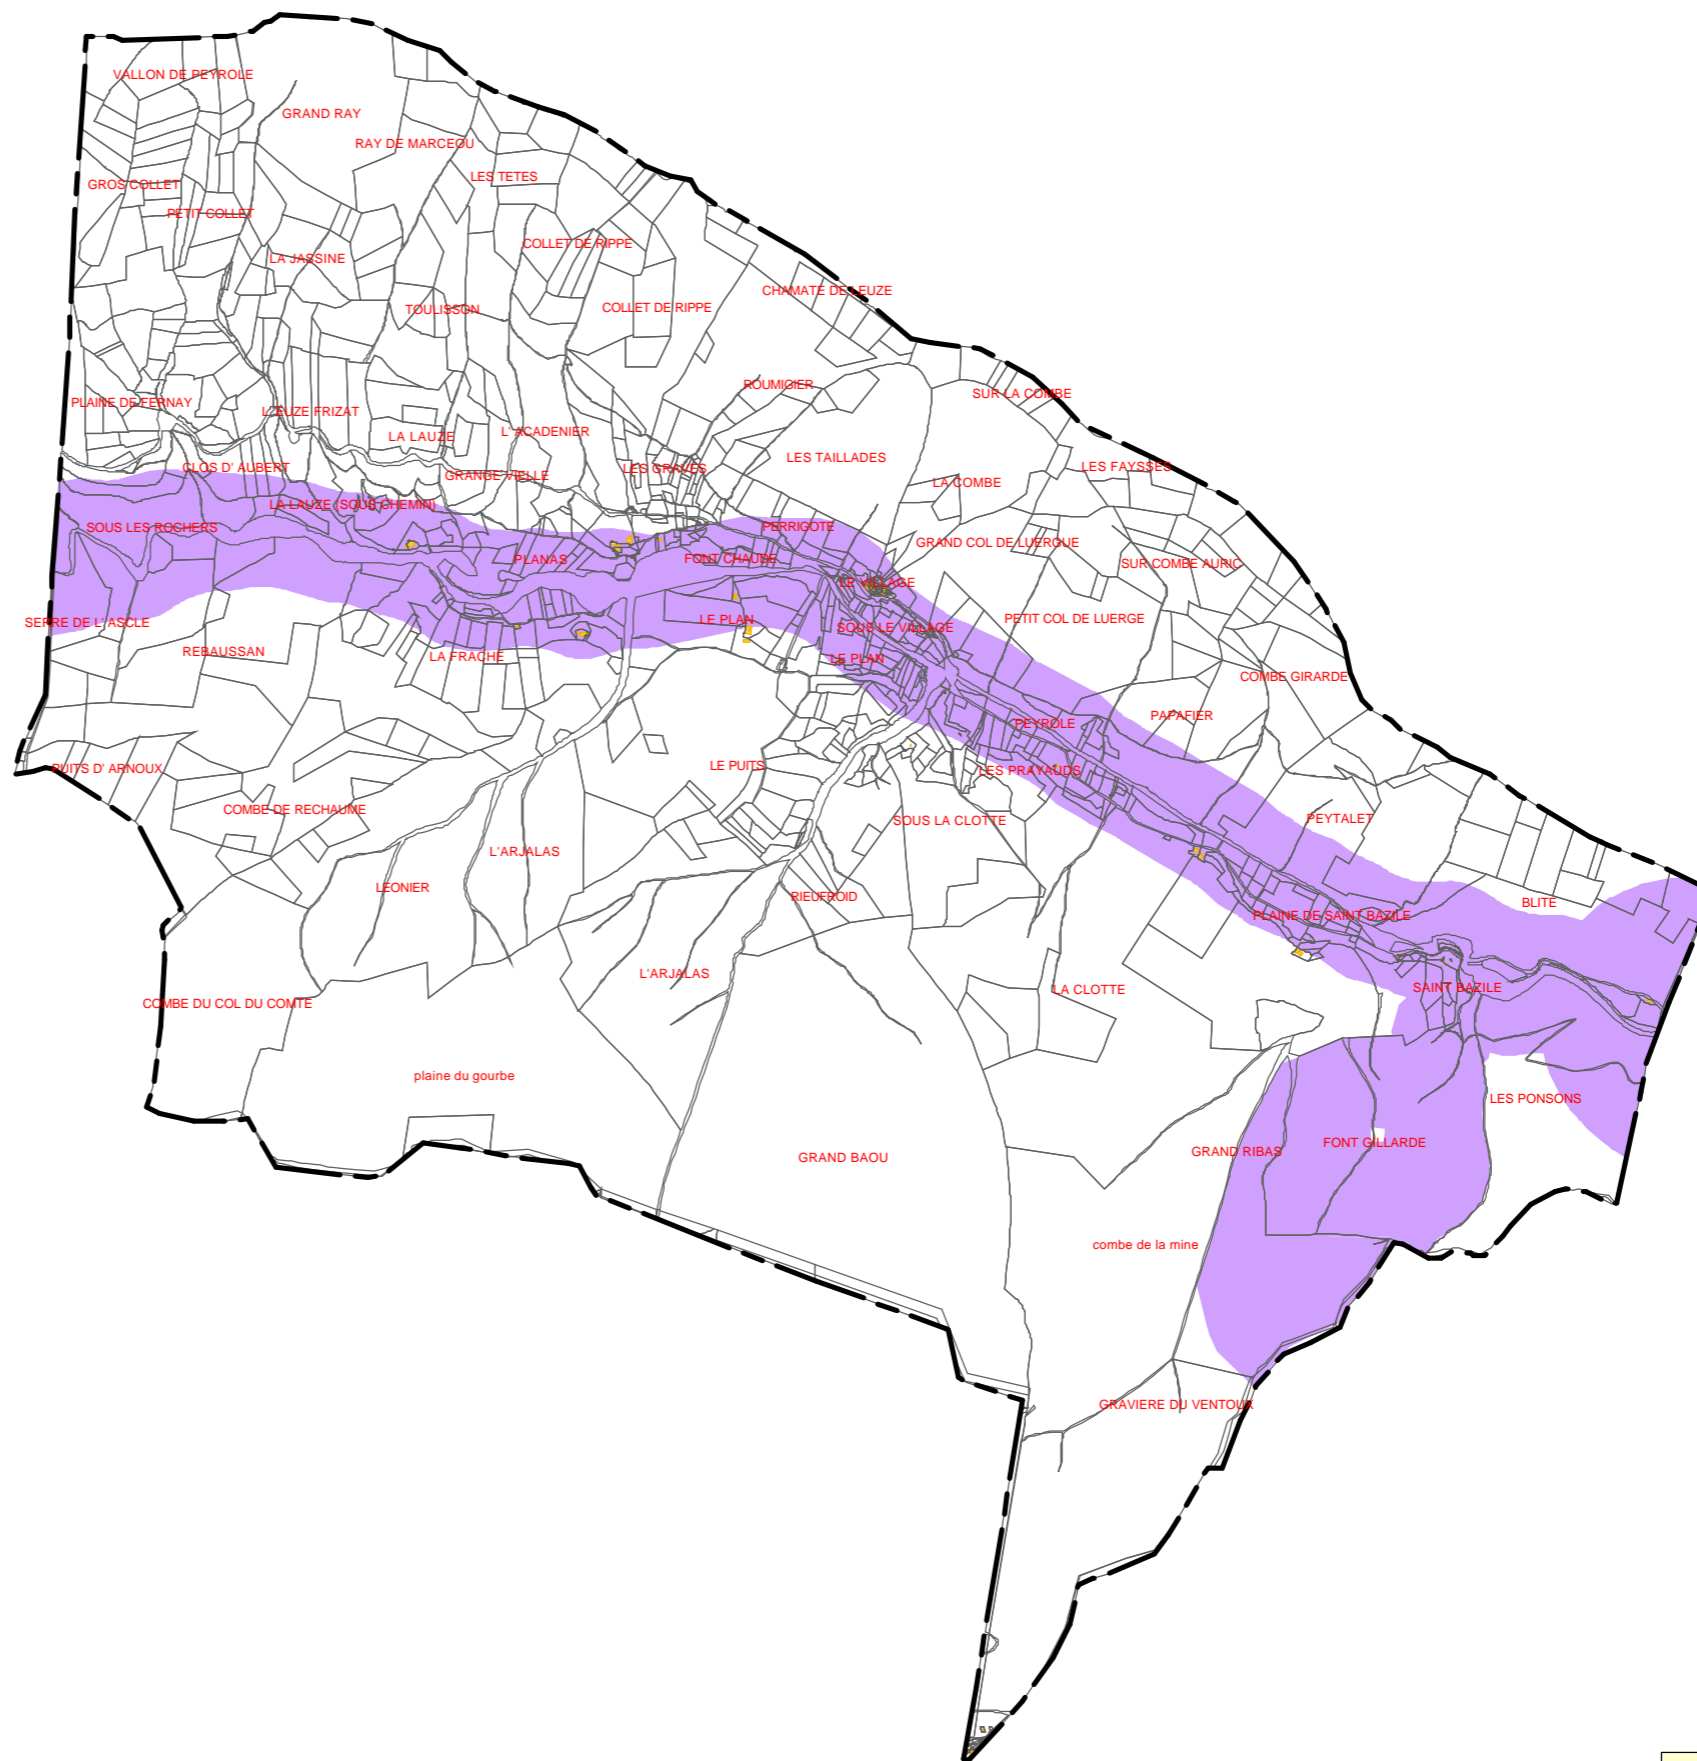 VALLON DE PEYROLE
GRAND RAY
RAY DE MARCEOU
LES TETES
GROS COLLET
PETIT COLLET
COLLET DE RIPPE
LA JASSINE
CHAMATE DE LEUZE
TOULISSON
COLLET DE RIPPE
ROUMIGIER
SUR LA COMBE
PLAINE DE FERNAY
L'EUZE FRIZAT
L' ACADENIER
LA LAUZE
LES TAILLADES
CLOS D' AUBERT
LES GRAVES
LES FAYSSES
GRANGE VIELLE
LA COMBE
LA LAUZE (SOUS CHEMIN)
SOUS LES ROCHERS
PERRIGOTE
GRAND COL DE LUERGUE
PLANAS
FONT CHAUDE
SUR COMBE AURIC
LE VILLAGE
SERRE DE L' ASCLE
LE PLAN
SOUS LE VILLAGE
PETIT COL DE LUERGE
REBAUSSAN
LA FRACHE
LE PLAN
COMBE GIRARDE
PEYROLE
PAPAFIER
PUITS D' ARNOUX
LE PUITS
LES PRAYAUDS
COMBE DE RECHAUME
SOUS LA CLOTTE
PEYTALET
L'ARJALAS
LEONIER
RIEUFROID
BLITE
PLAINE DE SAINT BAZILE
L'ARJALAS
LA CLOTTE
SAINT BAZILE
COMBE DU COL DU COMTE
plaine du gourbe
LES PONSONS
FONT GILLARDE
GRAND RIBAS
GRAND BAOU
combe de la mine
GRAVIERE DU VENTOUX